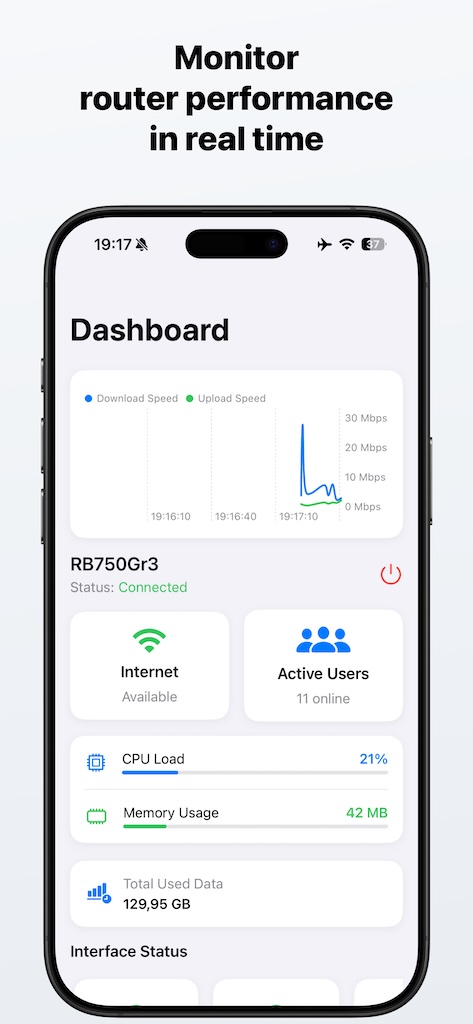 Monitor
router performance
in real time
19:17
37
Dashboard
Download Speed Upload Speed
30 Mbps
20 Mbps
10 Mbps
0 Mbps
19:16:10 19:16:40 19:17:10
RB750Gr3
Status: Connected
Internet
Available
Active Users
11 online
CPU Load 21%
Memory Usage 42 MB
Total Used Data
129,95 GB
Interface Status